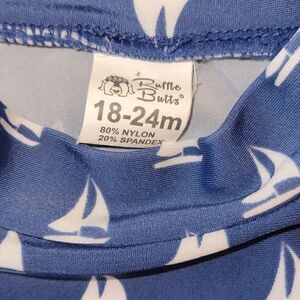 Ruffle
Butts®
18-24m
80% NYLON
20% SPANDEX